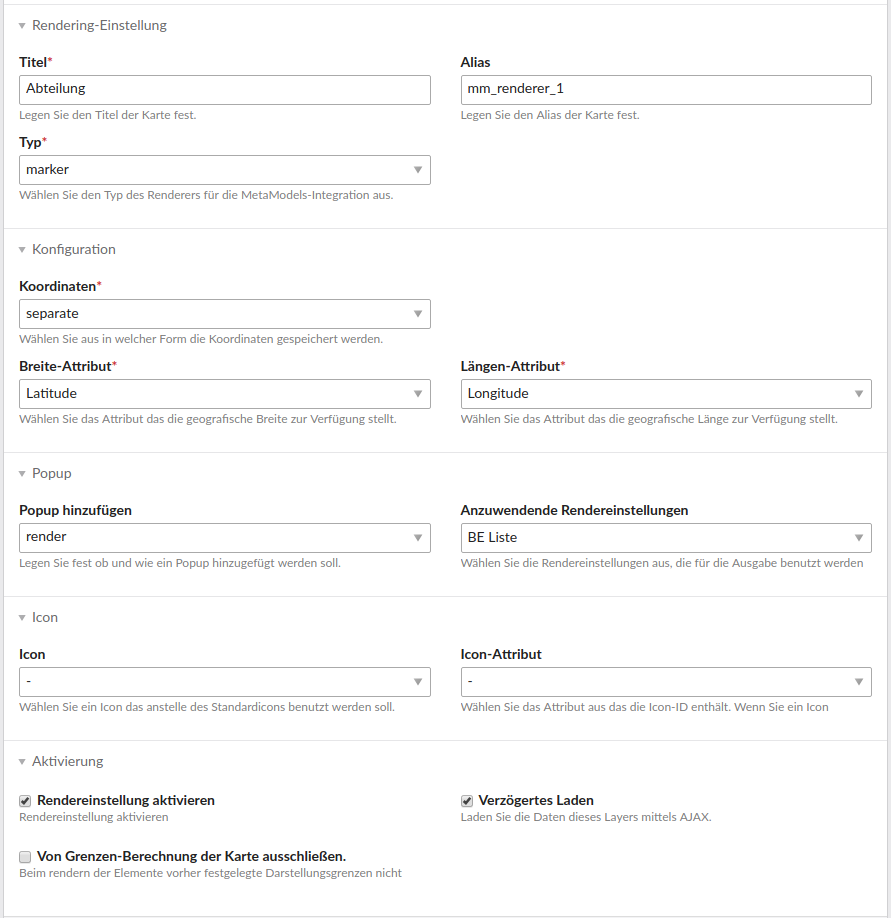 Rendering-Einstellung
Titel*
Alias
Abteilung
mm_renderer_1
Legen Sie den Titel der Karte fest.
Legen Sie den Alias der Karte fest.
Typ*
marker
Wählen Sie den Typ des Renderers für die MetaModels-Integration aus.
Konfiguration
Koordinaten*
separate
Wählen Sie aus in welcher Form die Koordinaten gespeichert werden.
Breite-Attribut*
Längen-Attribut*
Latitude
Longitude
Wählen Sie das Attribut das die geografische Breite zur Verfügung stellt.
Wählen Sie das Attribut das die geografische Länge zur Verfügung stellt.
Popup
Popup hinzufügen
Anzuwendende Rendereinstellungen
render
BE Liste
Legen Sie fest ob und wie ein Popup hinzugefügt werden soll.
Wählen Sie die Rendereinstellungen aus, die für die Ausgabe benutzt werden
Icon
Icon
Icon-Attribut
-
-
Wählen Sie ein Icon das anstelle des Standardicons benutzt werden soll.
Wählen Sie das Attribut aus das die Icon-ID enthält. Wenn Sie ein Icon
Aktivierung
Rendereinstellung aktivieren
Verzögertes Laden
Rendereinstellung aktivieren
Laden Sie die Daten dieses Layers mittels AJAX.
Von Grenzen-Berechnung der Karte ausschließen.
Beim rendern der Elemente vorher festgelegte Darstellungsgrenzen nicht